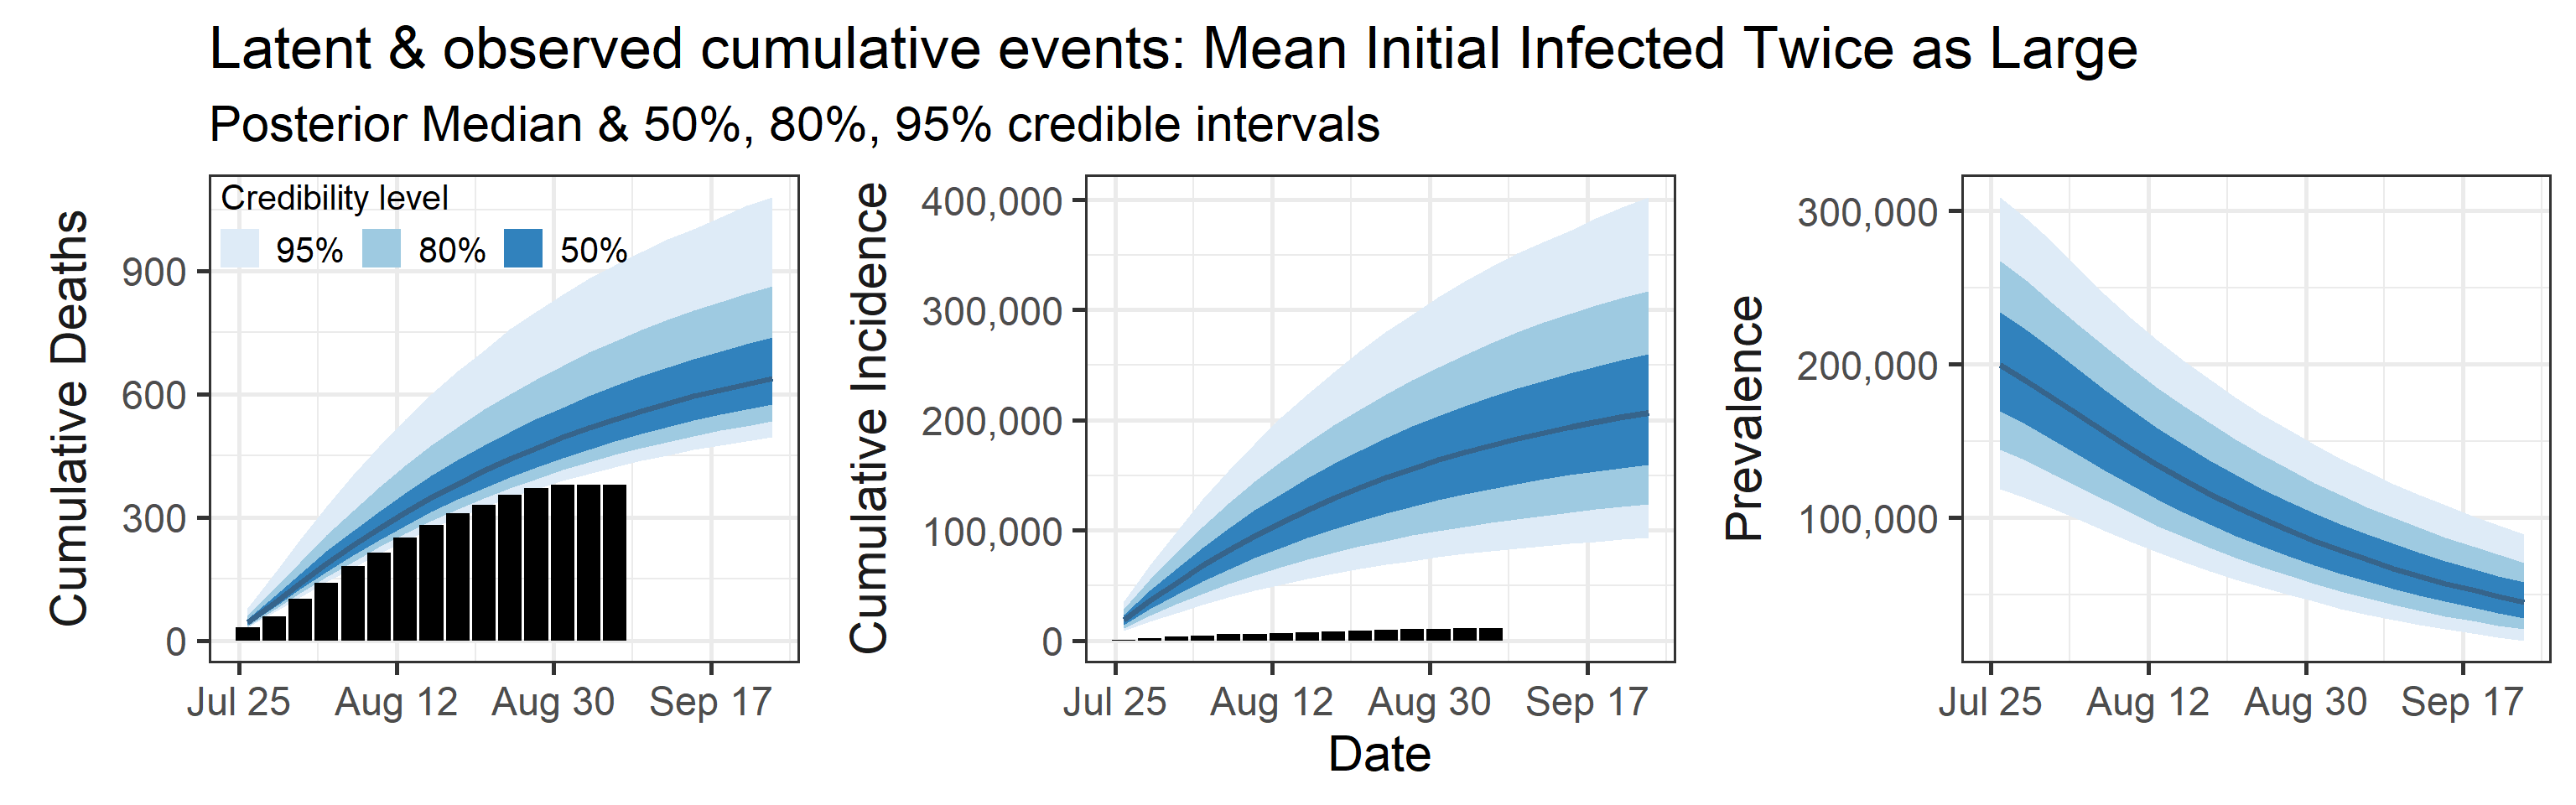 Latent & observed cumulative events: Mean Initial Infected Twice as Large
Posterior Median & 50%, 80%, 95% credible intervals
Cumulative Deaths
Credibility level
95% 80% 50%
900
600
300
0
Jul 25 Aug 12 Aug 30 Sep 17
Cumulative Incidence
400,000
300,000
200,000
100,000
0
Jul 25 Aug 12 Aug 30 Sep 17
Prevalence
300,000
200,000
100,000
Jul 25 Aug 12 Aug 30 Sep 17
Date